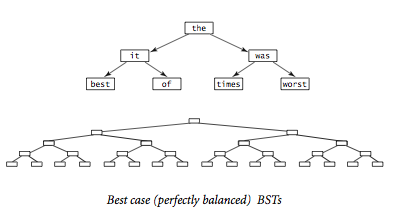 the
it was
best of times worst
Best case (perfectly balanced) BSTs